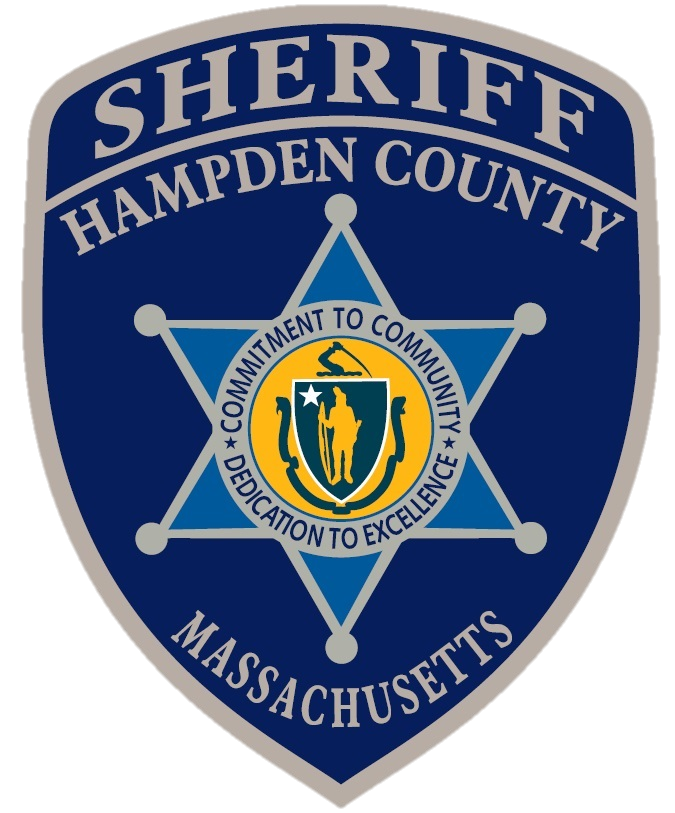 SHERIFF
HAMPDEN COUNTY
COMMITMENT TO COMMUNITY
★ DEDICATION TO EXCELLENCE ★
MASSACHUSETTS